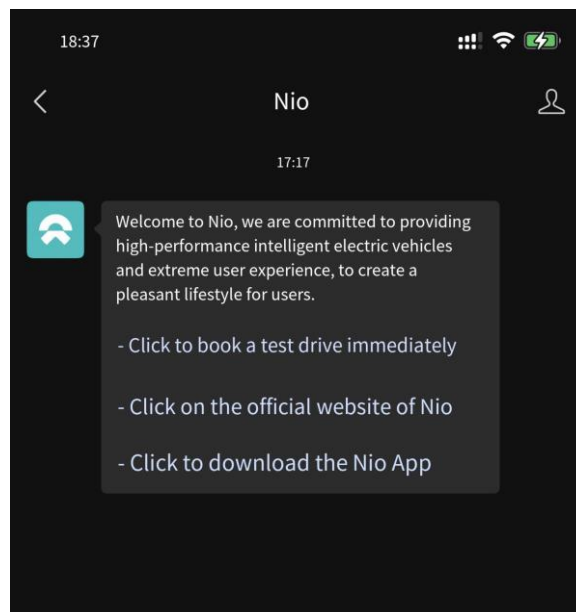 18:37
Nio
17:17
Welcome to Nio, we are committed to providing
high-performance intelligent electric vehicles
and extreme user experience, to create a
pleasant lifestyle for users.
- Click to book a test drive immediately
- Click on the official website of Nio
- Click to download the Nio App